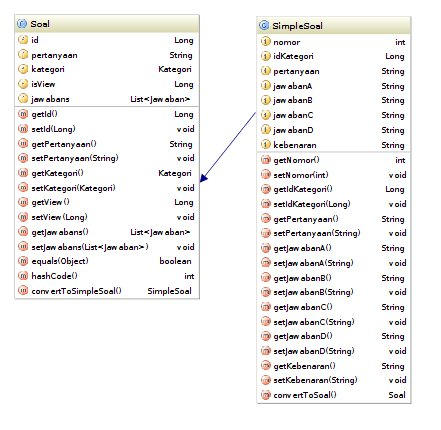 Soal
id Long
pertanyaan String
kategori Kategori
isView Long
jawabans List<Jawaban>
getId() Long
setId(Long) void
getPertanyaan() String
setPertanyaan(String) void
getKategori() Kategori
setKategori(Kategori) void
getView() Long
setView(Long) void
getJawabans() List<Jawaban>
setJawabans(List<Jawaban>) void
equals(Object) boolean
hashCode() int
convertToSimpleSoal() SimpleSoal
SimpleSoal
nomor int
idKategori Long
pertanyaan String
jawabanA String
jawabanB String
jawabanC String
jawabanD String
kebenaran String
getNomor() int
setNomor(int) void
getIdKategori() Long
setIdKategori(Long) void
getPertanyaan() String
setPertanyaan(String) void
getJawabanA() String
setJawabanA(String) void
getJawabanB() String
setJawabanB(String) void
getJawabanC() String
setJawabanC(String) void
getJawabanD() String
setJawabanD(String) void
getKebenaran() String
setKebenaran(String) void
convertToSoal() Soal